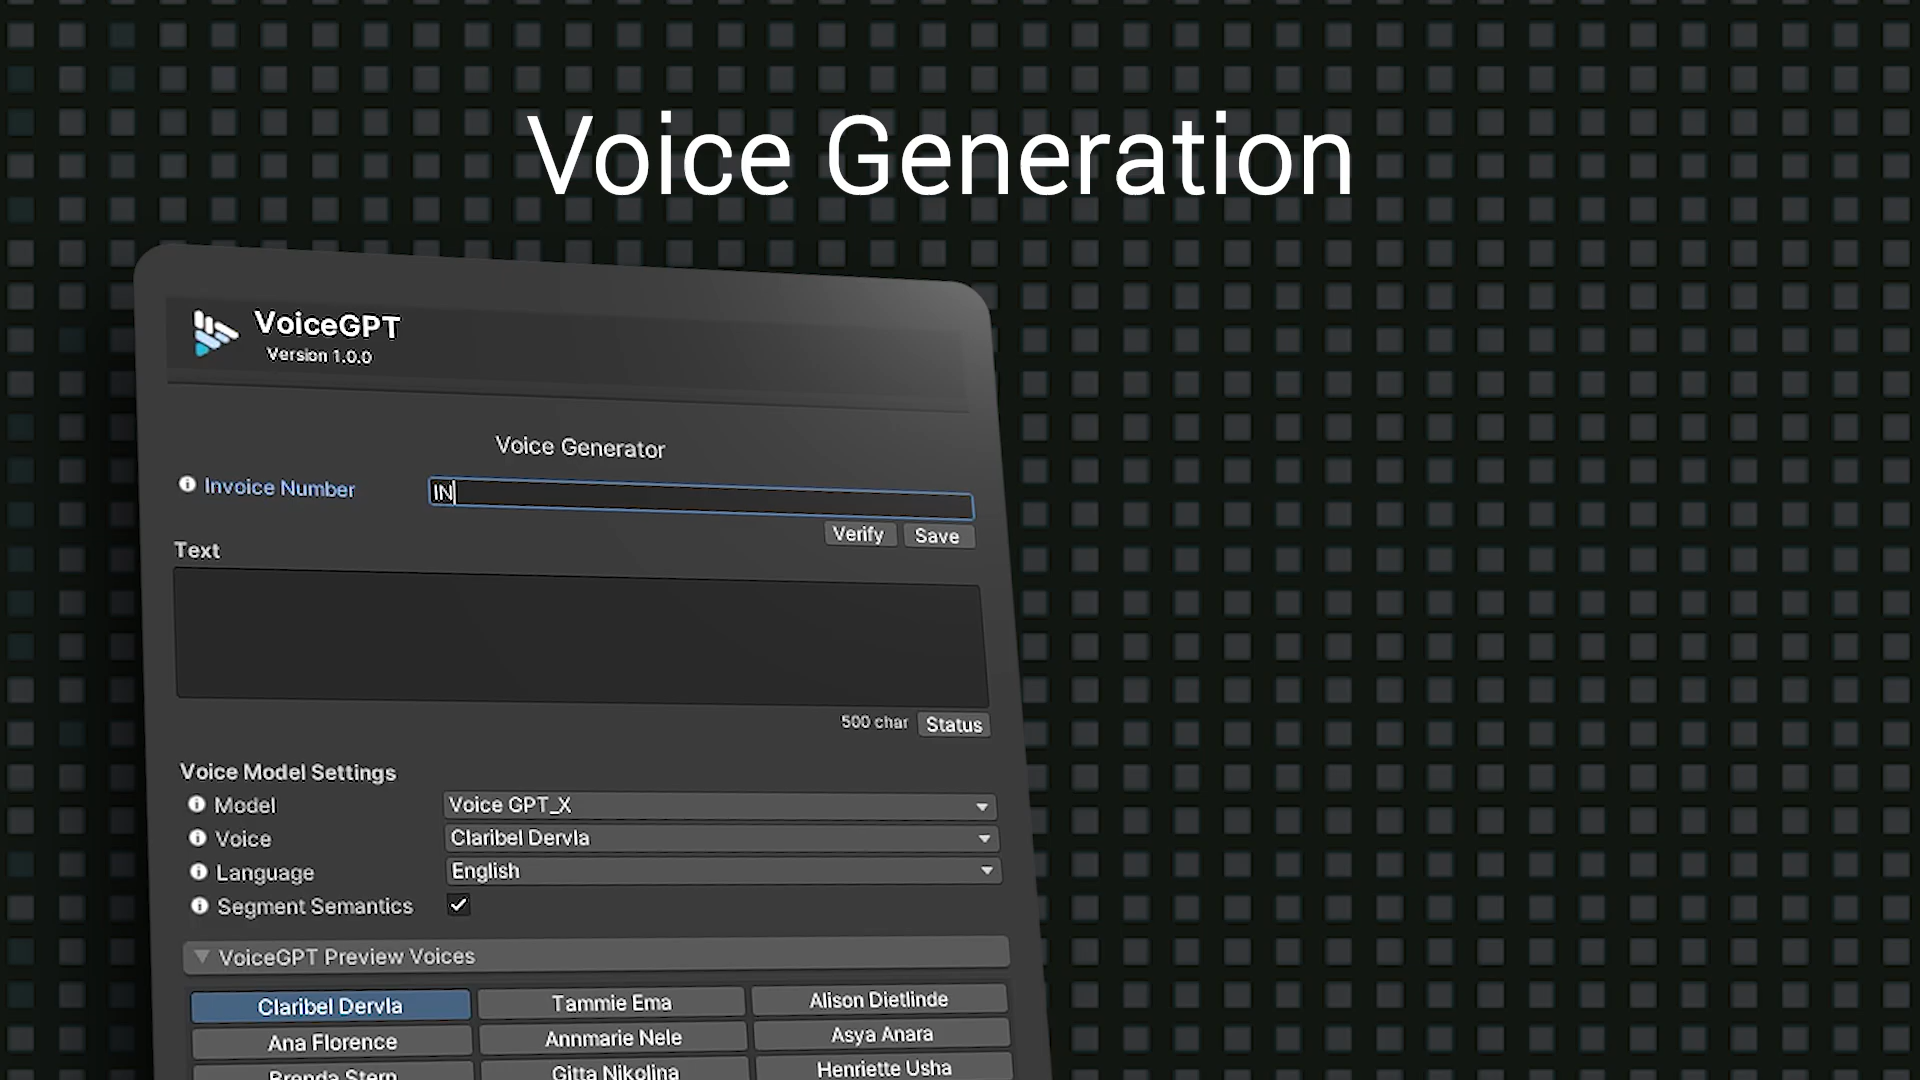 Voice Generation
VoiceGPT
Version 1.0.0
Voice Generator
Invoice Number IN
Verify Save
Text
500 char Status
Voice Model Settings
Model Voice GPT_X
Voice Claribel Dervla
Language English
Segment Semantics
VoiceGPT Preview Voices
Claribel Dervla Tammie Ema Alison Dietlinde
Ana Florence Annmarie Nele Asya Anara
Brenda Stern Gitta Nikolina Henriette Usha